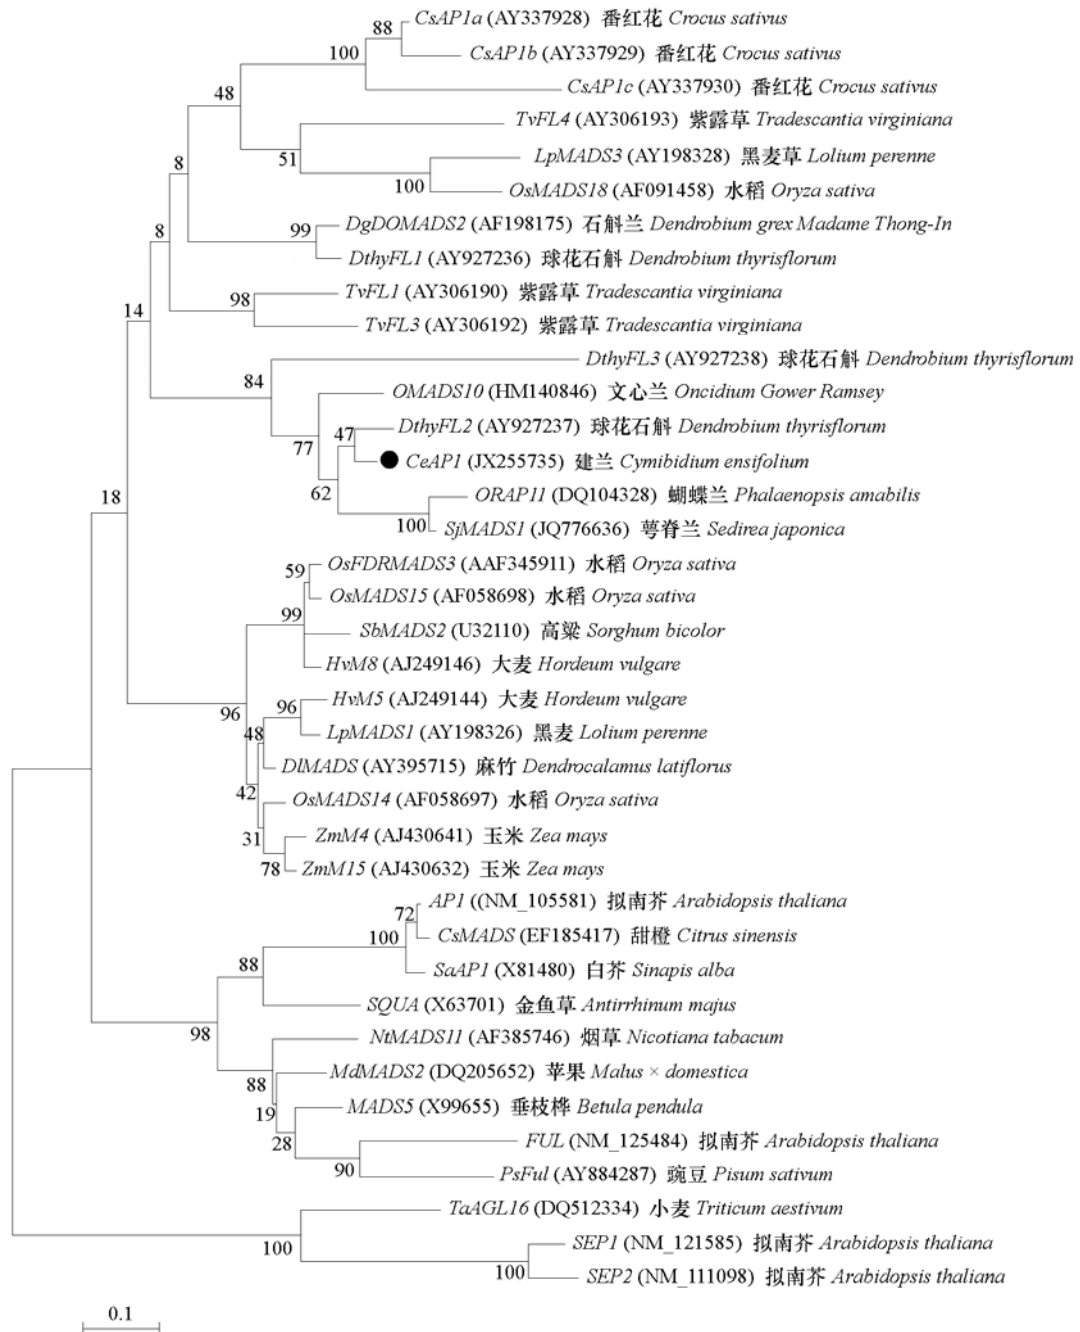 CsAP1a (AY337928) 番红花 Crocus sativus
88
CsAP1b (AY337929) 番红花 Crocus sativus
100
CsAP1c (AY337930) 番红花 Crocus sativus
48
TvFL4 (AY306193) 紫露草 Tradescantia virginiana
51
LpMADS3 (AY198328) 黑麦草 Lolium perenne
8
100
OsMADS18 (AF091458) 水稻 Oryza sativa
DgDOMADS2 (AF198175) 石斛兰 Dendrobium grex Madame Thong-In
8
99
DthyFL1 (AY927236) 球花石斛 Dendrobium thyrisflorum
TvFL1 (AY306190) 紫露草 Tradescantia virginiana
98
14
TvFL3 (AY306192) 紫露草 Tradescantia virginiana
DthyFL3 (AY927238) 球花石斛 Dendrobium thyrisflorum
84
OMADS10 (HM140846) 文心兰 Oncidium Gower Ramsey
DthyFL2 (AY927237) 球花石斛 Dendrobium thyrisflorum
47
77
CeAP1 (JX255735) 建兰 Cymibidium ensifolium
62
ORAP11 (DQ104328) 蝴蝶兰 Phalaenopsis amabilis
18
100
SjMADS1 (JQ776636) 萼脊兰 Sedirea japonica
OsFDRMADS3 (AAF345911) 水稻 Oryza sativa
59
OsMADS15 (AF058698) 水稻 Oryza sativa
99
SbMADS2 (U32110) 高粱 Sorghum bicolor
HvM8 (AJ249146) 大麦 Hordeum vulgare
HvM5 (AJ249144) 大麦 Hordeum vulgare
96
96
LpMADS1 (AY198326) 黑麦 Lolium perenne
48
DlMADS (AY395715) 麻竹 Dendrocalamus latiflorus
42
OsMADS14 (AF058697) 水稻 Oryza sativa
31
ZmM4 (AJ430641) 玉米 Zea mays
78
ZmM15 (AJ430632) 玉米 Zea mays
AP1 ((NM_105581) 拟南芥 Arabidopsis thaliana
72
CsMADS (EF185417) 甜橙 Citrus sinensis
100
SaAP1 (X81480) 白芥 Sinapis alba
88
SQUA (X63701) 金鱼草 Antirrhinum majus
98
NtMADS11 (AF385746) 烟草 Nicotiana tabacum
MdMADS2 (DQ205652) 苹果 Malus × domestica
88
MADS5 (X99655) 垂枝桦 Betula pendula
19
28
FUL (NM_125484) 拟南芥 Arabidopsis thaliana
90
PsFul (AY884287) 豌豆 Pisum sativum
TaAGL16 (DQ512334) 小麦 Triticum aestivum
100
SEP1 (NM_121585) 拟南芥 Arabidopsis thaliana
100
SEP2 (NM_111098) 拟南芥 Arabidopsis thaliana
0.1